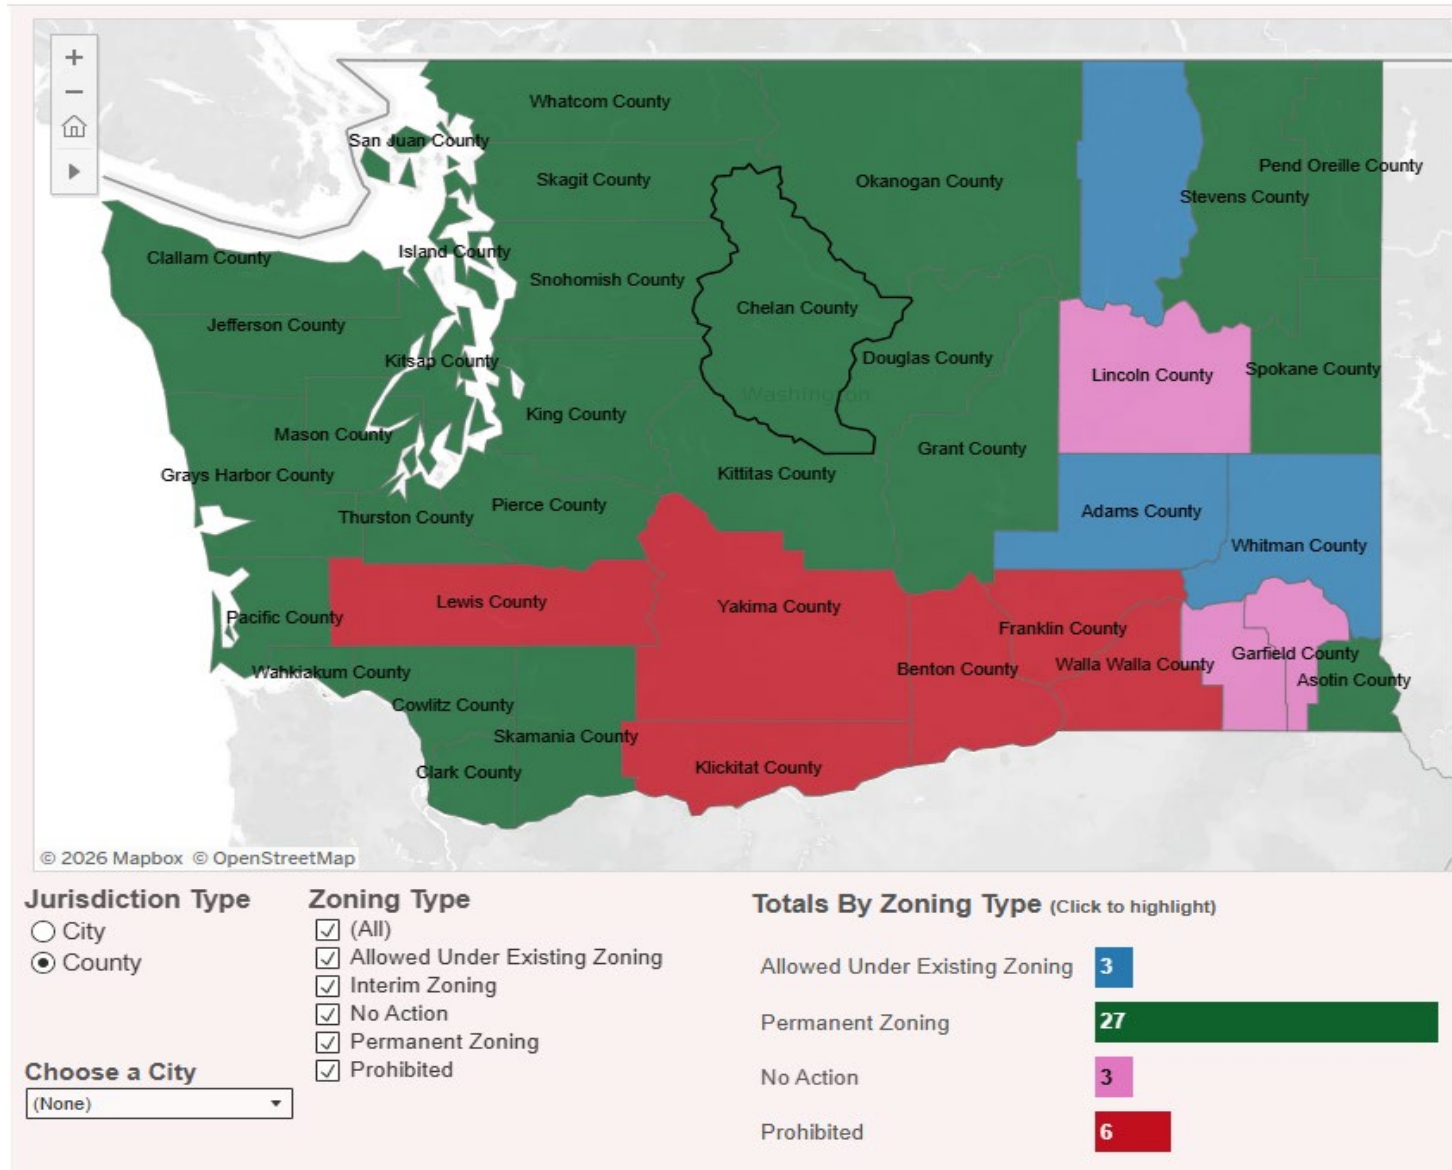 +
−
Whatcom County
San Juan County
Skagit County
Okanogan County
Pend Oreille County
Stevens County
Clallam County
Island County
Snohomish County
Chelan County
Jefferson County
Kitsap County
Douglas County
Lincoln County
Spokane County
Washington
King County
Mason County
Grant County
Grays Harbor County
Kittitas County
Pierce County
Thurston County
Adams County
Whitman County
Lewis County
Yakima County
Pacific County
Franklin County
Garfield County
Walla Walla County
Benton County
Wahkiakum County
Asotin County
Cowlitz County
Skamania County
Klickitat County
Clark County
© 2026 Mapbox © OpenStreetMap
Jurisdiction Type
City
County
Choose a City
(None)
Zoning Type
(All)
Allowed Under Existing Zoning
Interim Zoning
No Action
Permanent Zoning
Prohibited
Totals By Zoning Type (Click to highlight)
Allowed Under Existing Zoning 3
Permanent Zoning 27
No Action 3
Prohibited 6